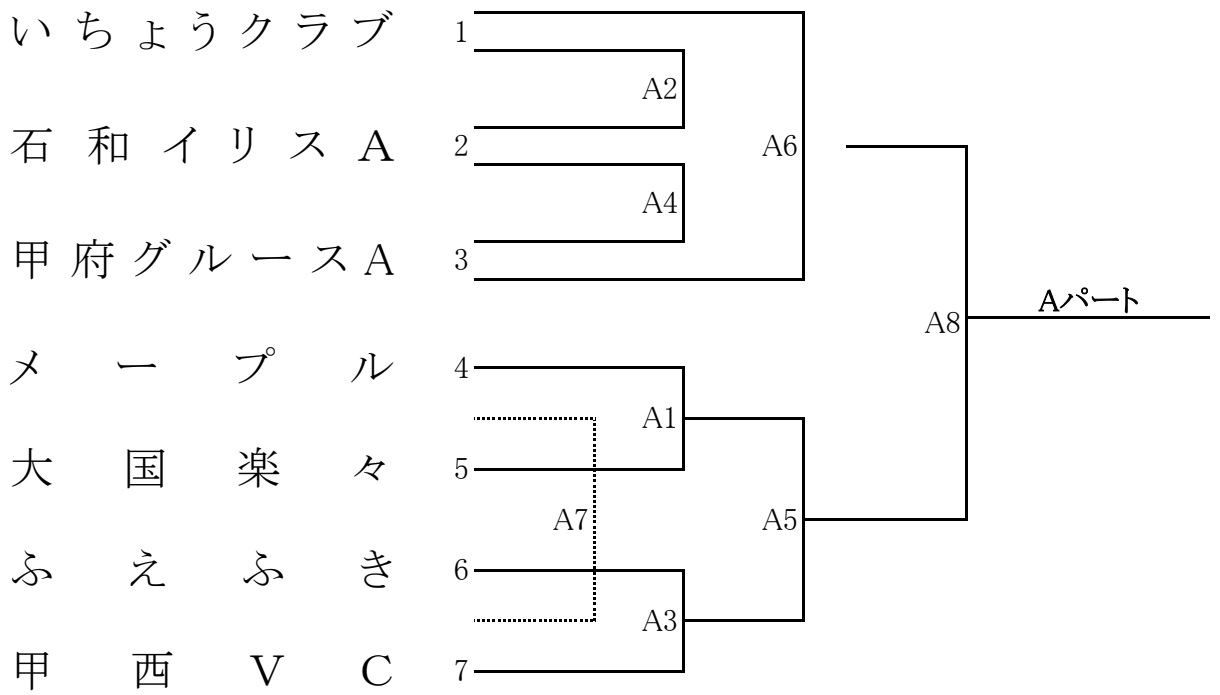 いちょうクラブ 1
A2
石和イリスA 2 A6
A4
甲府グルースA 3
Aパート
A8
メープル 4
A1
大国楽々 5
A7 A5
ふえふき 6
A3
甲西VC 7